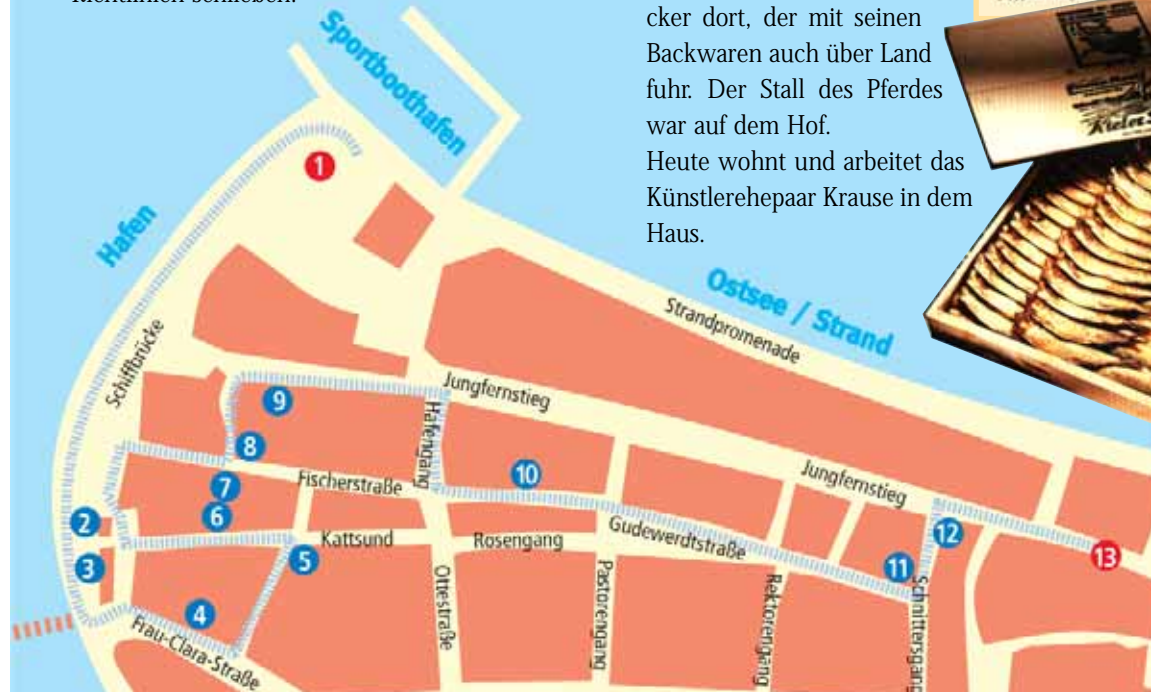 Richtlinien schließen.
cker dort, der mit seinen
Backwaren auch über Land
fuhr. Der Stall des Pferdes
war auf dem Hof.
Heute wohnt und arbeitet das
Künstlerehepaar Krause in dem
Haus.
Sportboothafen
1
Hafen
Ostsee / Strand
Strandpromenade
Schiffbrücke
Jungfernstieg
9
Hafengang
8
10
Jungfernstieg
7
Fischerstraße
6
2
Kattsund
Rosengang
Gudewerdtstraße
12
13
3
5
11
4
Ottestraße
Pastorengang
Rektorengang
Schnittersgang
Frau-Clara-Straße
Kieler